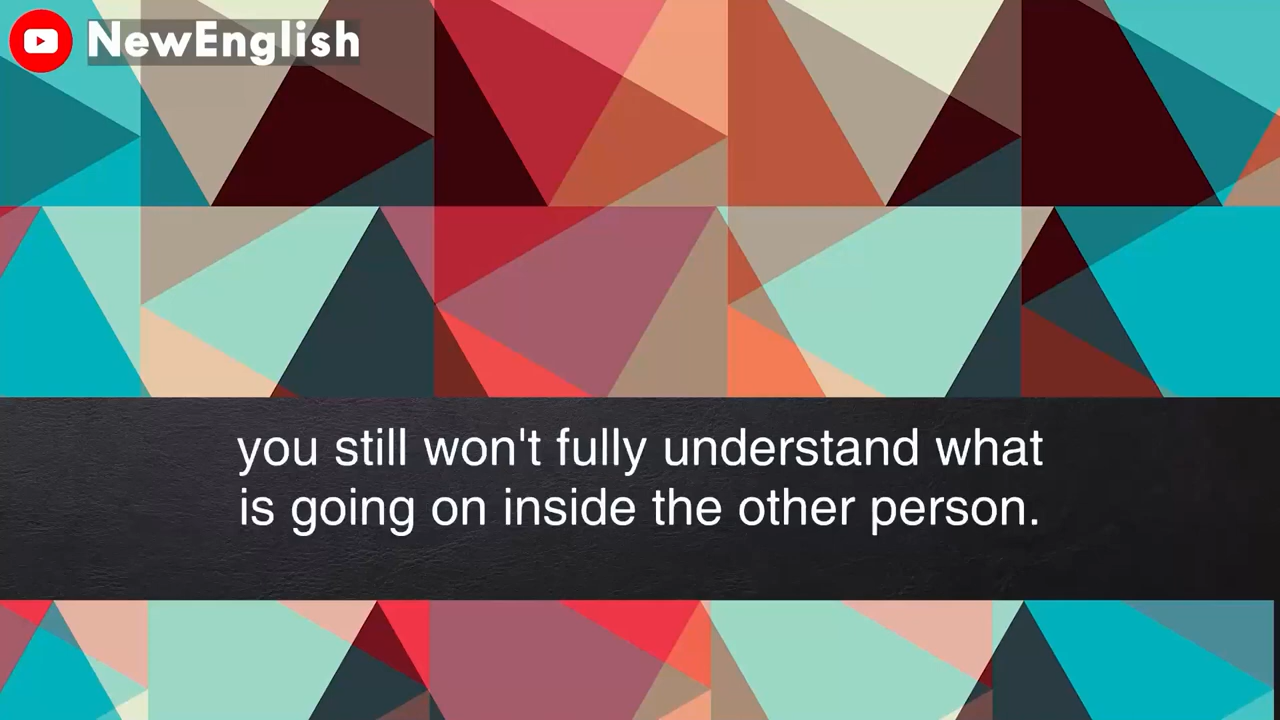 NewEnglish
you still won't fully understand what
is going on inside the other person.